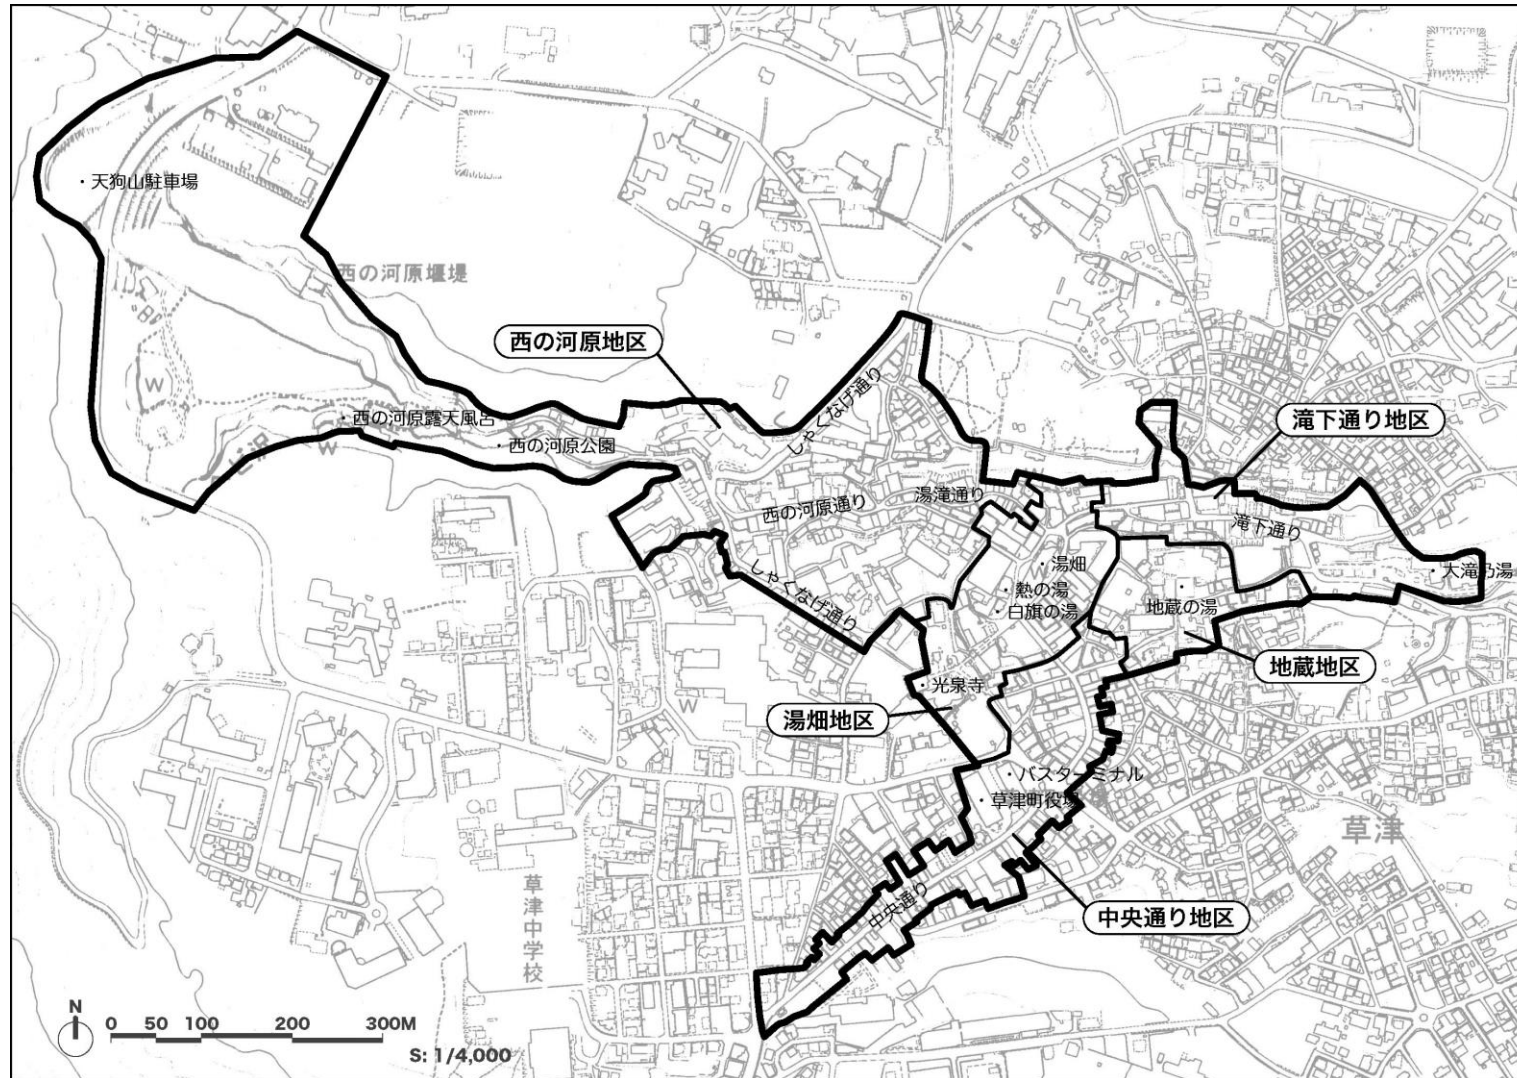 ・天狗山駐車場
西の河原堰堤
西の河原地区
しゃくなげ通り
滝下通り地区
・西の河原露天風呂
・西の河原公園
W
W
W
湯滝通り
西の河原通り
滝下通り
・湯畑
・大滝乃湯
しゃくなげ通り
・熱の湯
・白旗の湯
地蔵の湯
地蔵地区
・光泉寺
W
湯畑地区
・バスターミナル
・草津町役場
草津
中央通り
中央通り地区
草津中学校
N
0 50 100 200 300M
S: 1/4,000